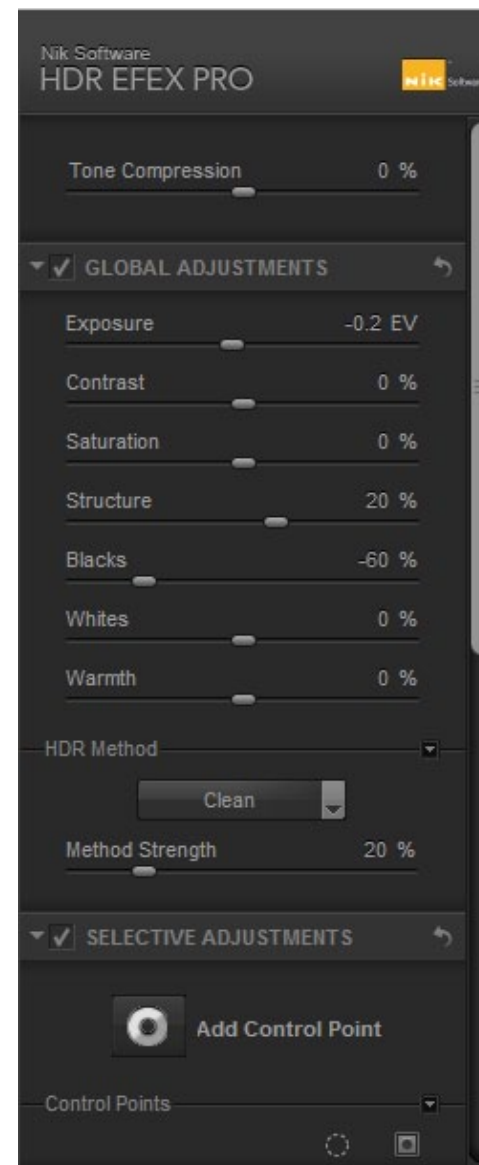 Nik Software
HDR EFEX PRO
Nik Software
Tone Compression 0 %
GLOBAL ADJUSTMENTS
Exposure -0.2 EV
Contrast 0 %
Saturation 0 %
Structure 20 %
Blacks -60 %
Whites 0 %
Warmth 0 %
HDR Method
Clean
Method Strength 20 %
SELECTIVE ADJUSTMENTS
Add Control Point
Control Points